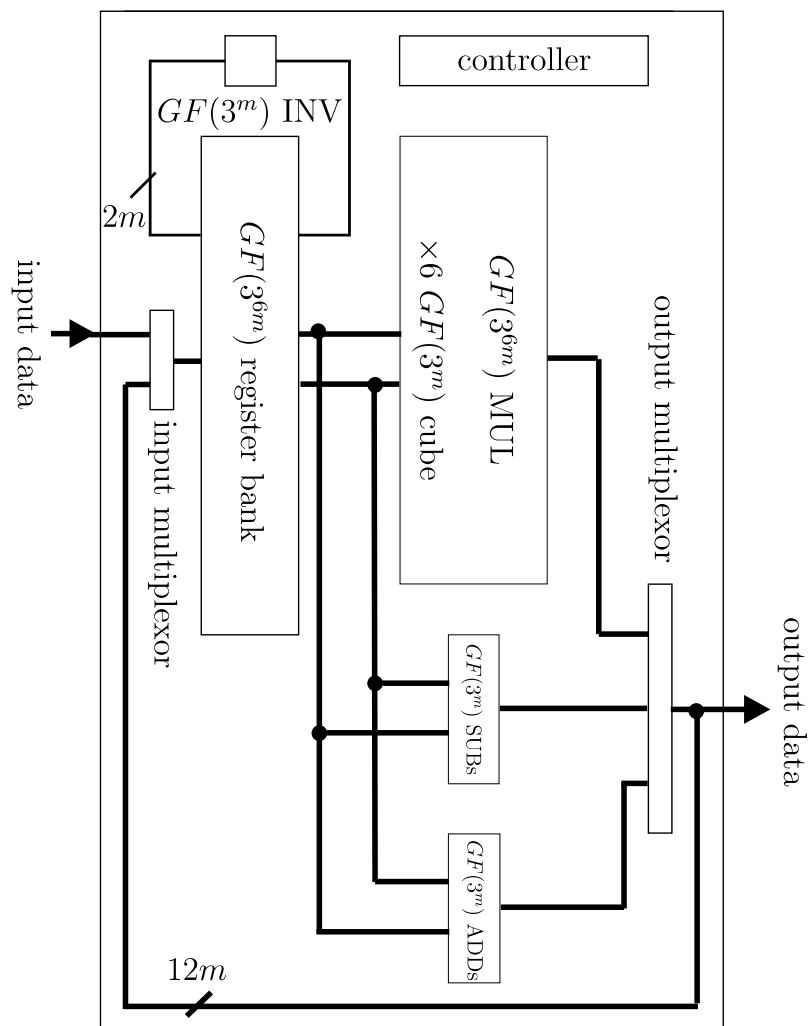 controller
GF(3^m) INV
2m
input data
input multiplexor
GF(3^{6m}) register bank
GF(3^{6m}) MUL
×6 GF(3^m) cube
output multiplexor
GF(3^m) SUBs
output data
GF(3^m) ADDs
12m